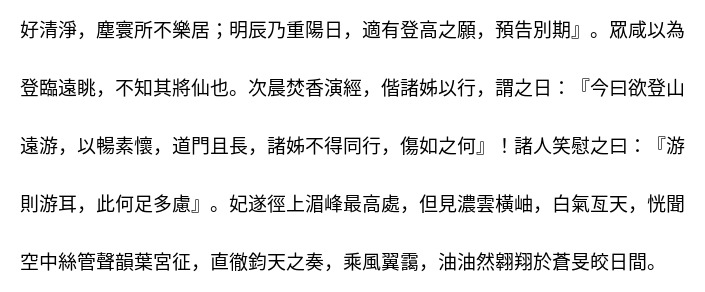 好清淨，塵寰所不樂居；明辰乃重陽日，適有登高之願，預告別期』。眾咸以為
登臨遠眺，不知其將仙也。次晨焚香演經，偕諸姊以行，謂之曰：『今曰欲登山
遠游，以暢素懷，道門且長，諸姊不得同行，傷如之何』！諸人笑慰之曰：『游
則游耳，此何足多慮』。妃遂徑上湄峰最高處，但見濃雲橫岫，白氣亙天，恍聞
空中絲管聲韻葉宮征，直徹鈞天之奏，乘風翼靄，油油然翱翔於蒼旻皎日間。